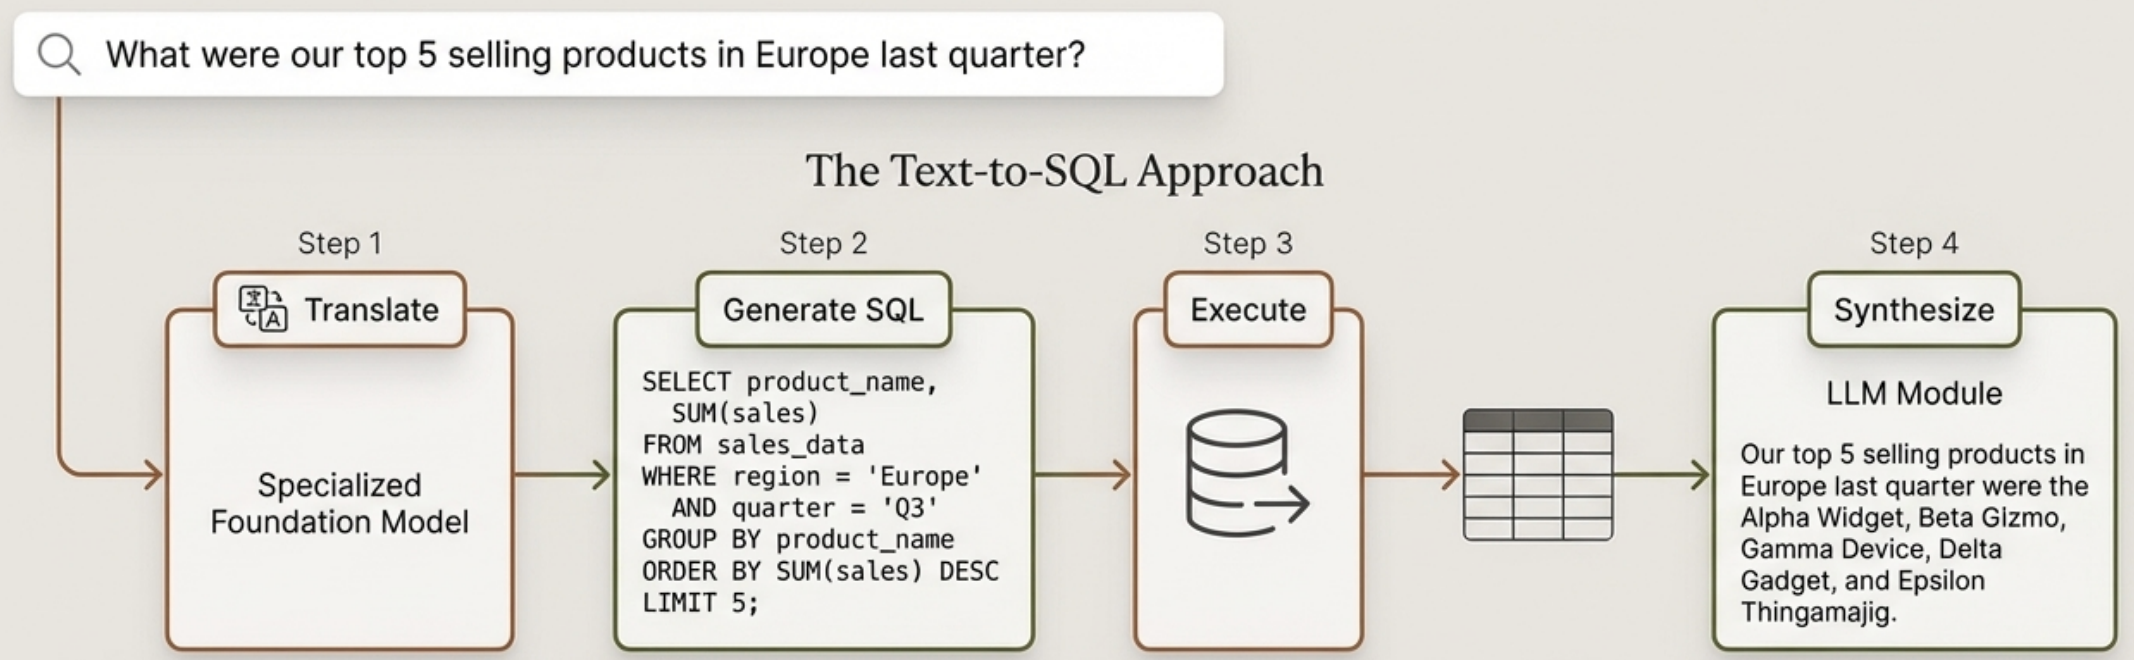 What were our top 5 selling products in Europe last quarter?
The Text-to-SQL Approach
Step 1
Translate
Specialized
Foundation Model
Step 2
Generate SQL
SELECT product_name,
  SUM(sales)
FROM sales_data
WHERE region = 'Europe'
  AND quarter = 'Q3'
GROUP BY product_name
ORDER BY SUM(sales) DESC
LIMIT 5;
Step 3
Execute
Step 4
Synthesize
LLM Module
Our top 5 selling products in
Europe last quarter were the
Alpha Widget, Beta Gizmo,
Gamma Device, Delta
Gadget, and Epsilon
Thingamajig.